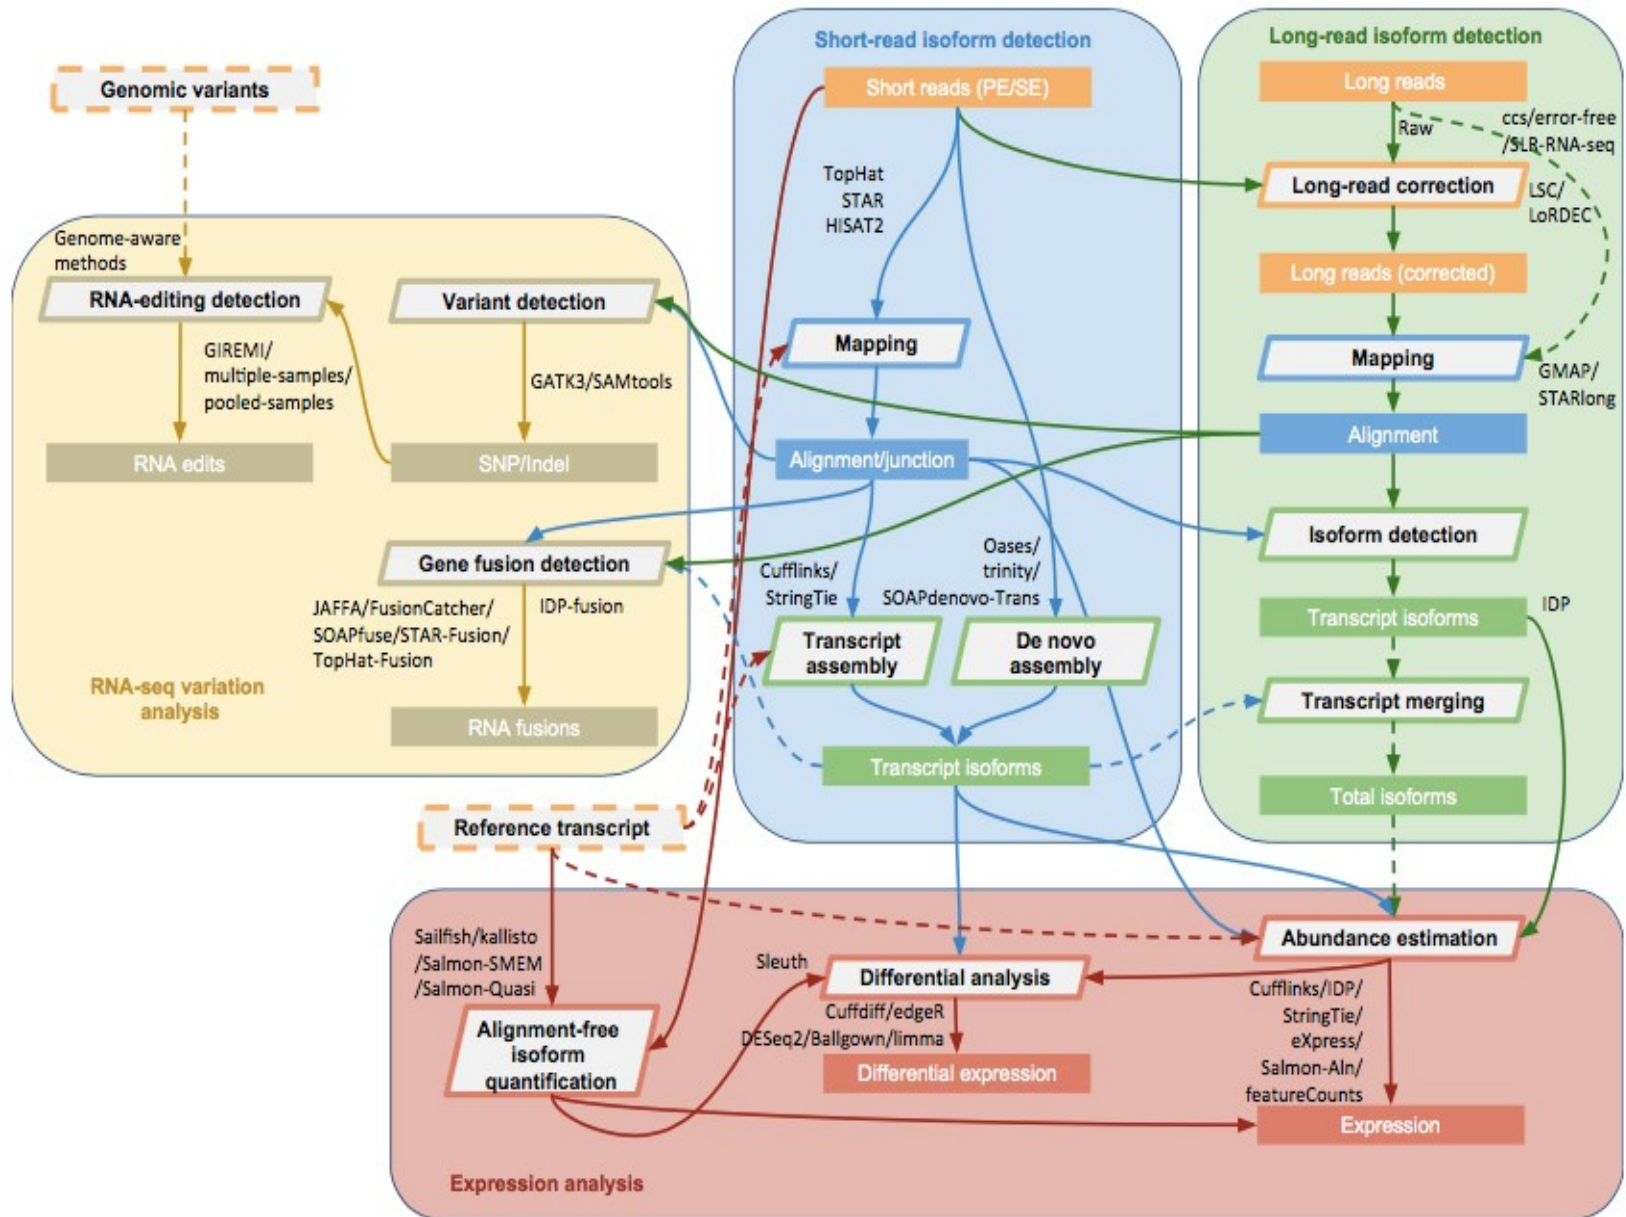 Short-read isoform detection
Long-read isoform detection
Genomic variants
Short reads (PE/SE)
Long reads
Raw
ccs/error-free
/SLR-RNA-seq
TopHat
STAR
HISAT2
Long-read correction
LSC/
LoRDEC
Genome-aware
methods
Long reads (corrected)
RNA-editing detection
Variant detection
Mapping
Mapping
GIREMI/
multiple-samples/
pooled-samples
GATK3/SAMtools
GMAP/
STARlong
RNA edits
SNP/Indel
Alignment/junction
Alignment
Gene fusion detection
Isoform detection
Cufflinks/
StringTie
Oases/
trinity/
SOAPdenovo-Trans
JAFFA/FusionCatcher/
SOAPfuse/STAR-Fusion/
TopHat-Fusion
IDP-fusion
Transcript isoforms
IDP
Transcript
assembly
De novo
assembly
RNA-seq variation
analysis
Transcript merging
RNA fusions
Transcript isoforms
Total isoforms
Reference transcript
Sailfish/kallisto
/Salmon-SMEM
/Salmon-Quasi
Sleuth
Differential analysis
Abundance estimation
Cuffdiff/edgeR
DESeq2/Ballgown/limma
Cufflinks/IDP/
StringTie/
eXpress/
Salmon-Aln/
featureCounts
Alignment-free
isoform
quantification
Differential expression
Expression
Expression analysis